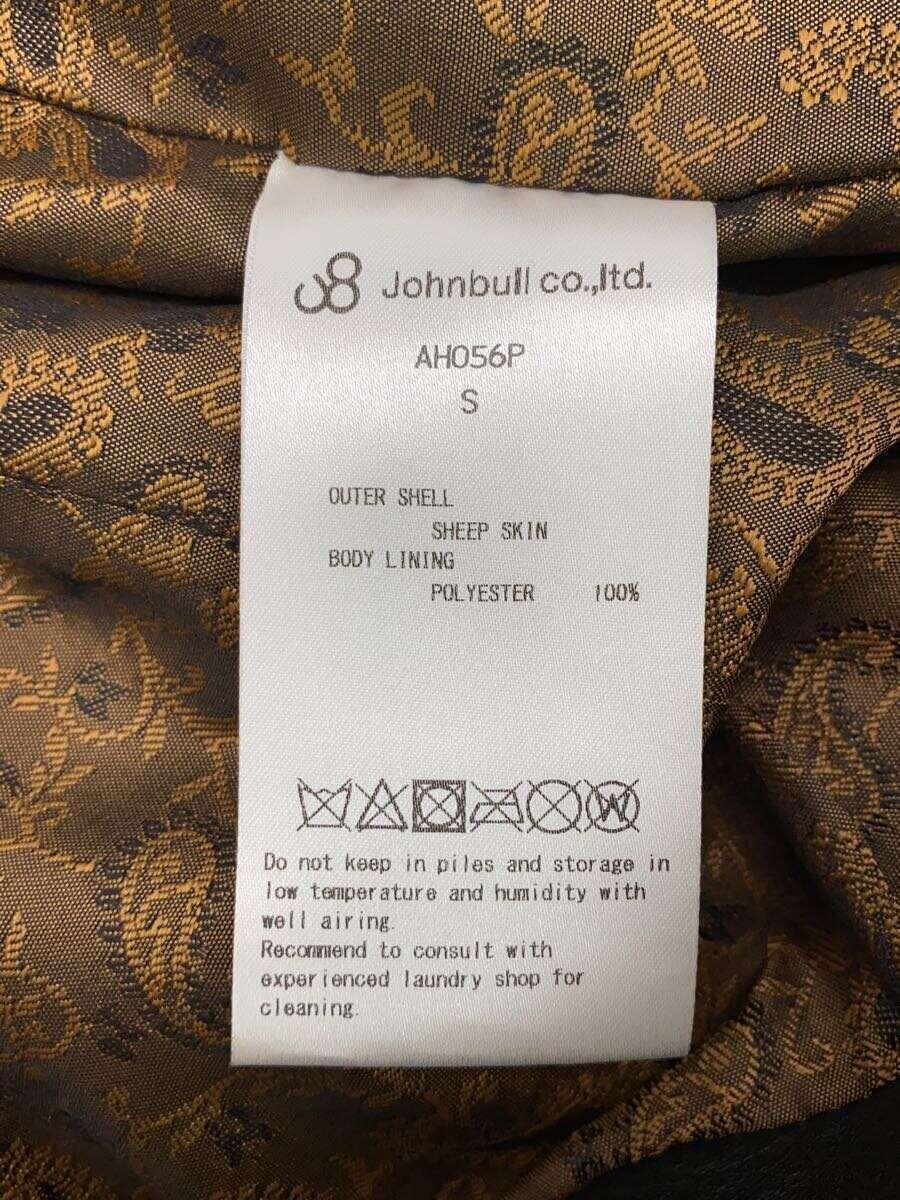 Johnbull co.,ltd.
AH056P
S
OUTER SHELL
SHEEP SKIN
BODY LINING
POLYESTER 100%
W
Do not keep in piles and storage in
low temperature and humidity with
well airing.
Recommend to consult with
experienced laundry shop for
cleaning.